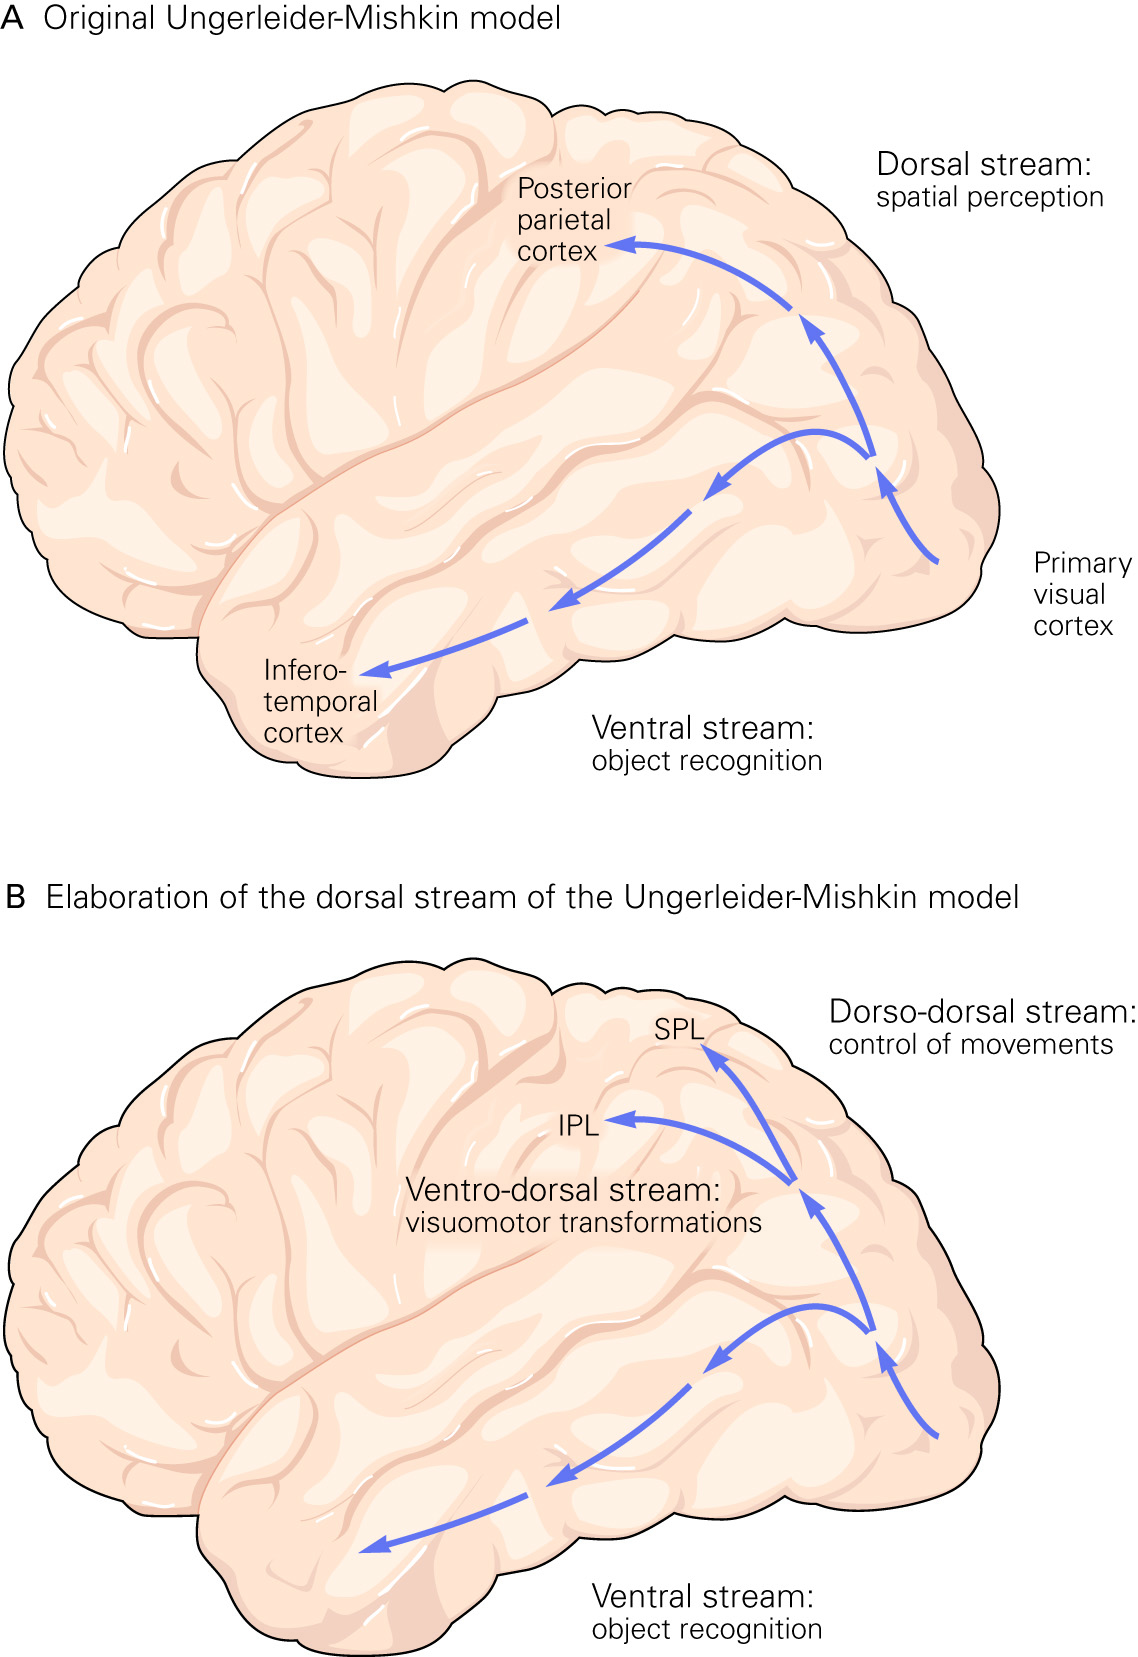 A Original Ungerleider-Mishkin model
Dorsal stream:
spatial perception
Posterior
parietal
cortex
Primary
visual
cortex
Infero-
temporal
cortex
Ventral stream:
object recognition
B Elaboration of the dorsal stream of the Ungerleider-Mishkin model
Dorso-dorsal stream:
control of movements
SPL
IPL
Ventro-dorsal stream:
visuomotor transformations
Ventral stream:
object recognition